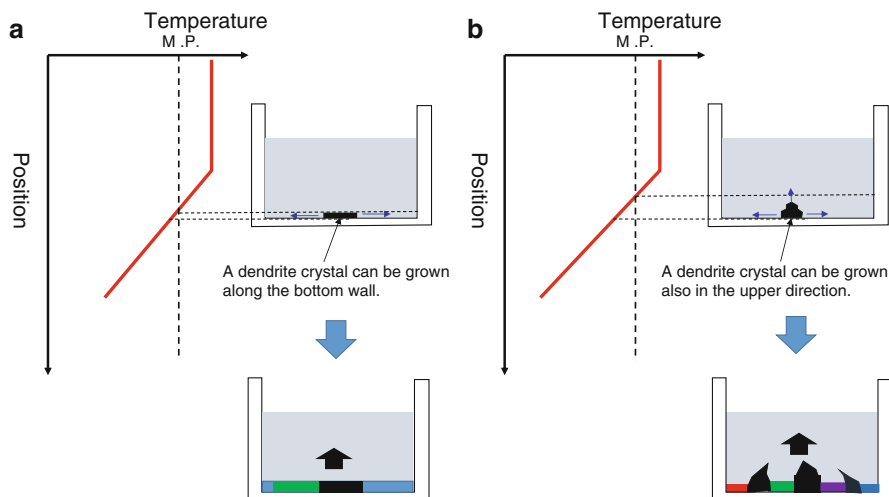 a
Temperature
M .P.
Position
A dendrite crystal can be grown
along the bottom wall.
b
Temperature
M .P.
Position
A dendrite crystal can be grown
also in the upper direction.